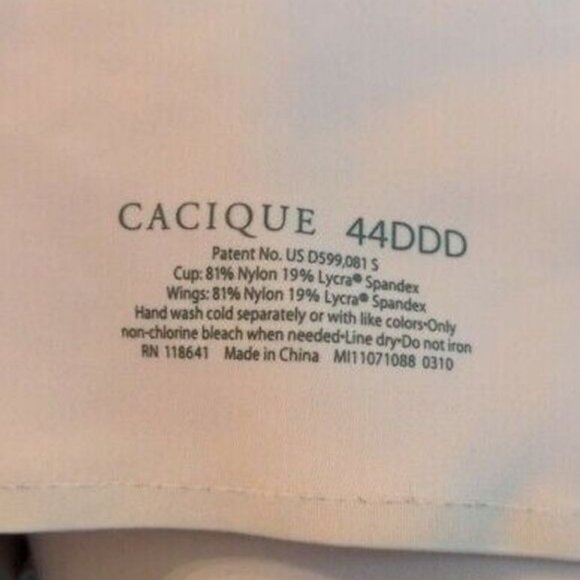 CACIQUE 44DDD
Patent No. US D599,081 S
Cup: 81% Nylon 19% Lycra® Spandex
Wings: 81% Nylon 19% Lycra® Spandex
Hand wash cold separately or with like colors•Only
non-chlorine bleach when needed•Line dry•Do not iron
RN 118641 Made in China MI11071088 0310